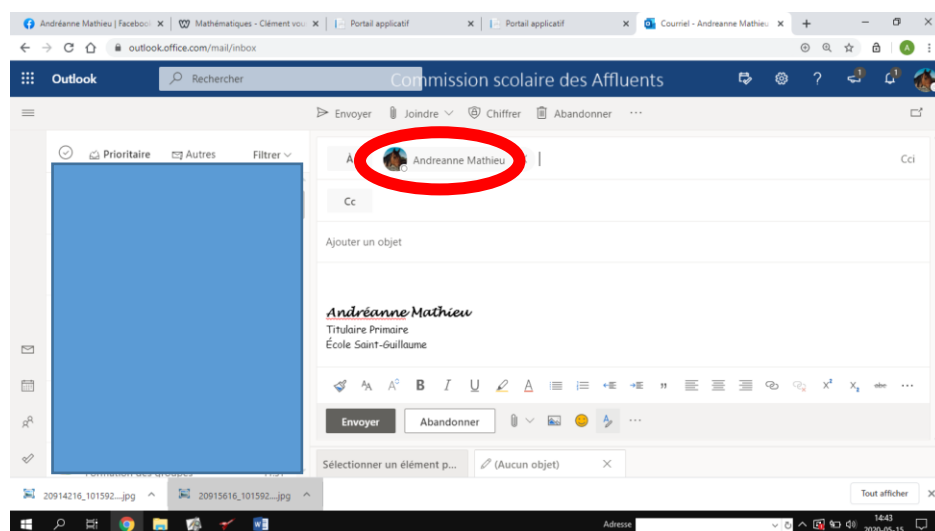 Andréanne Mathieu | Facebook
Mathématiques - Clément vou
Portail applicatif
Portail applicatif
Courriel - Andreanne Mathieu
outlook.office.com/mail/inbox
A
Outlook
Rechercher
Commission scolaire des Affluents
Envoyer Joindre Chiffrer Abandonner ...
Prioritaire Autres Filtrer
À Andreanne Mathieu Cci
Cc
Ajouter un objet
Andréanne Mathieu
Titulaire Primaire
École Saint-Guillaume
Envoyer Abandonner
Sélectionner un élément p... (Aucun objet)
20914216_101592....jpg 20915616_101592....jpg Tout afficher
Adresse 14:43
2020-05-15